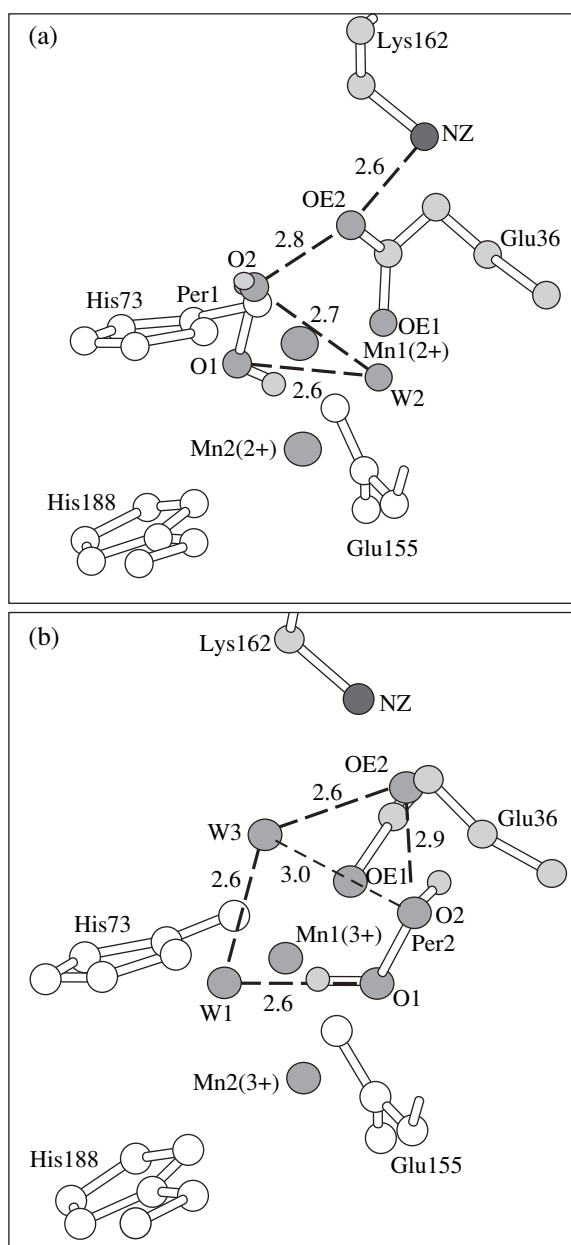 (a)
Lys162
NZ
2.6
OE2
2.8
Glu36
O2
His73
Per1
2.7
OE1
Mn1(2+)
O1
2.6
W2
Mn2(2+)
His188
Glu155
(b)
Lys162
NZ
OE2
2.6
W3
Glu36
2.9
2.6
3.0
OE1
O2
His73
Mn1(3+)
Per2
W1
2.6
O1
Mn2(3+)
His188
Glu155